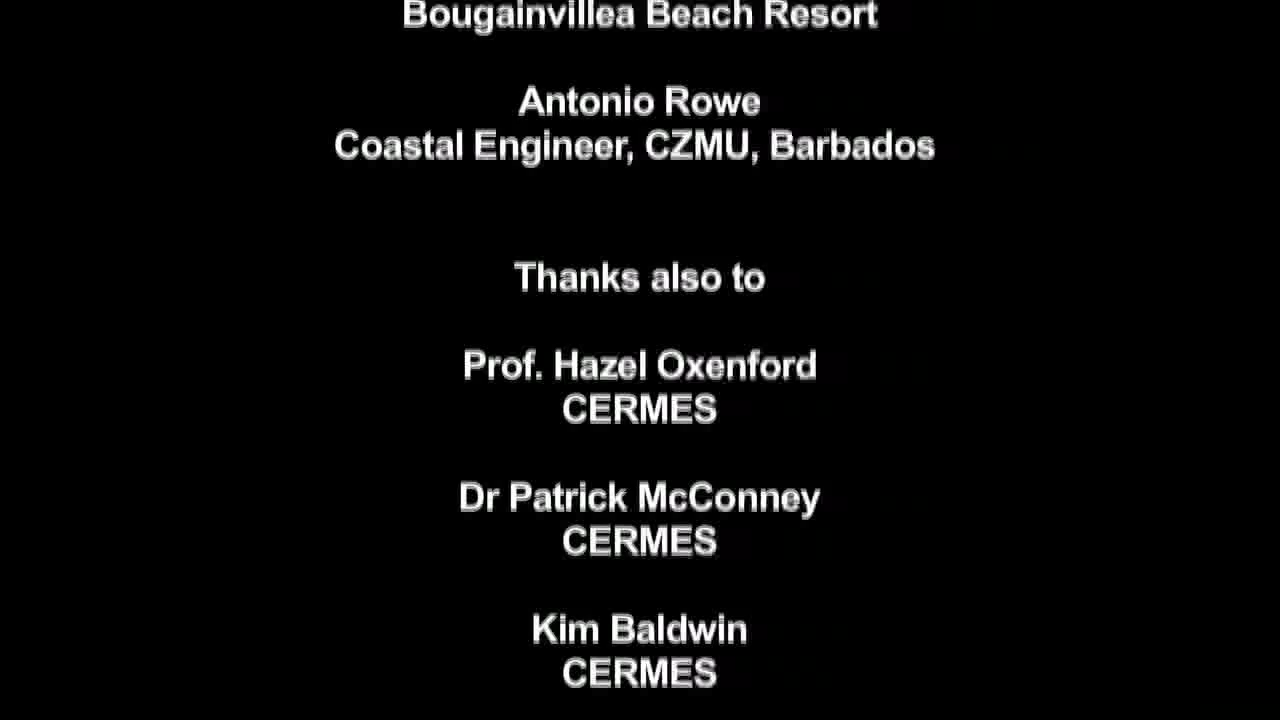 Bougainvillea Beach Resort
Antonio Rowe
Coastal Engineer, CZMU, Barbados
Thanks also to
Prof. Hazel Oxenford
CERMES
Dr Patrick McConney
CERMES
Kim Baldwin
CERMES